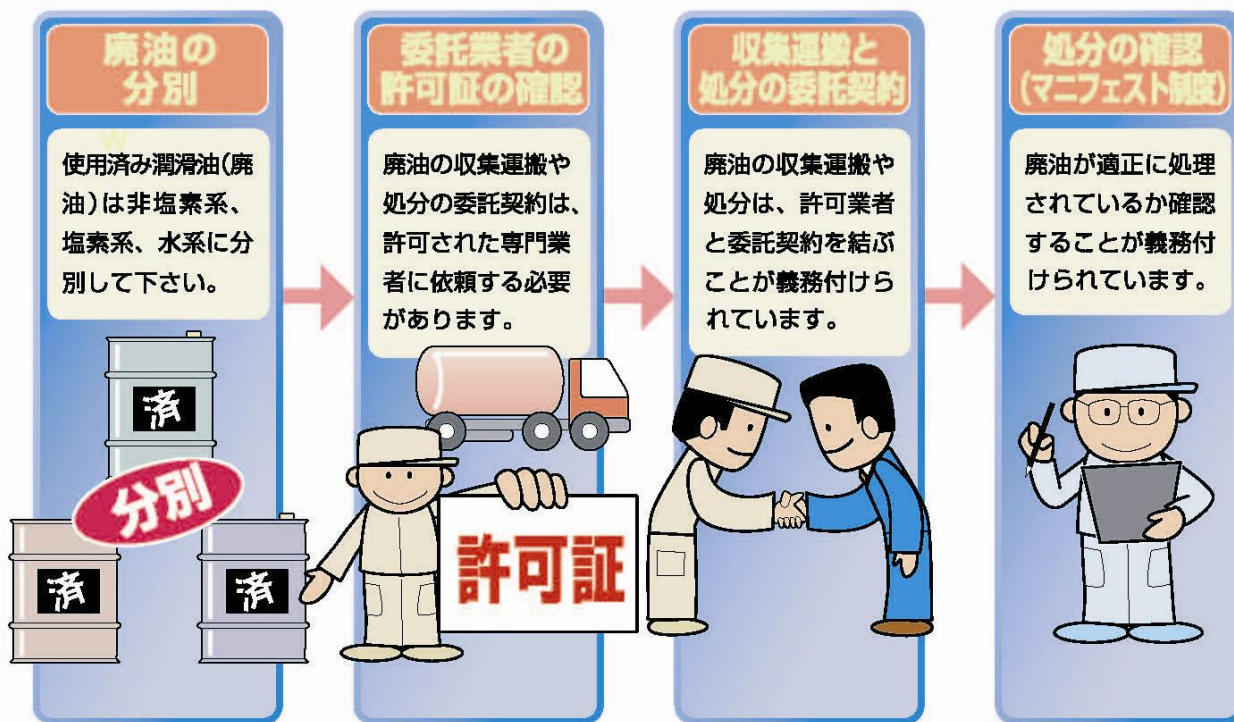 廃油の
分別
使用済み潤滑油(廃
油)は非塩素系、
塩素系、水系に分
別して下さい。
済
分別
済
済
委託業者の
許可証の確認
廃油の収集運搬や
処分の委託契約は、
許可された専門業
者に依頼する必要
があります。
許可証
収集運搬と
処分の委託契約
廃油の収集運搬や
処分は、許可業者
と委託契約を結ぶ
ことが義務付けら
れています。
処分の確認
(マニフェスト制度)
廃油が適正に処理
されているか確認
することが義務付
けられています。